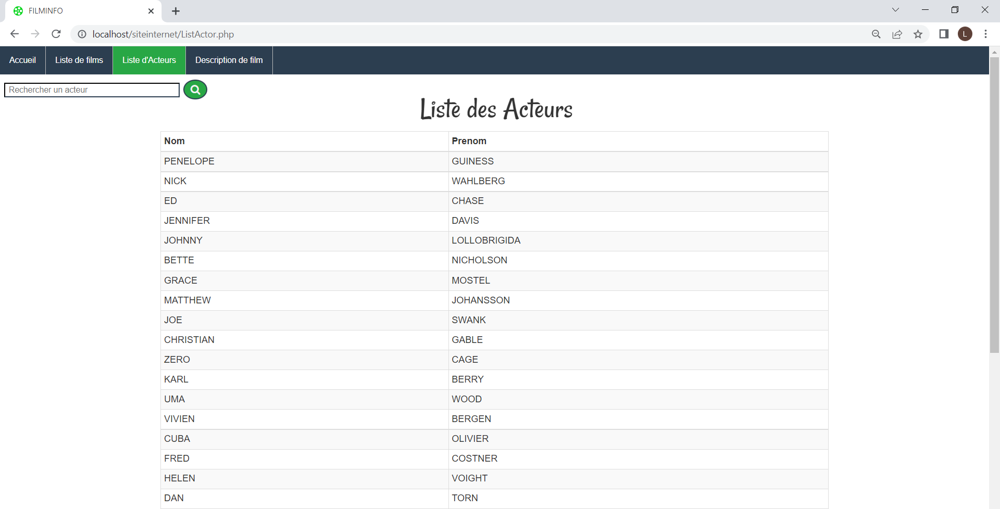 FILMINFO
localhost/siteinternet/ListActor.php
L
Accueil Liste de films Liste d'Acteurs Description de film
Rechercher un acteur
Liste des Acteurs
Nom Prenom
PENELOPE GUINESS
NICK WAHLBERG
ED CHASE
JENNIFER DAVIS
JOHNNY LOLLOBRIGIDA
BETTE NICHOLSON
GRACE MOSTEL
MATTHEW JOHANSSON
JOE SWANK
CHRISTIAN GABLE
ZERO CAGE
KARL BERRY
UMA WOOD
VIVIEN BERGEN
CUBA OLIVIER
FRED COSTNER
HELEN VOIGHT
DAN TORN